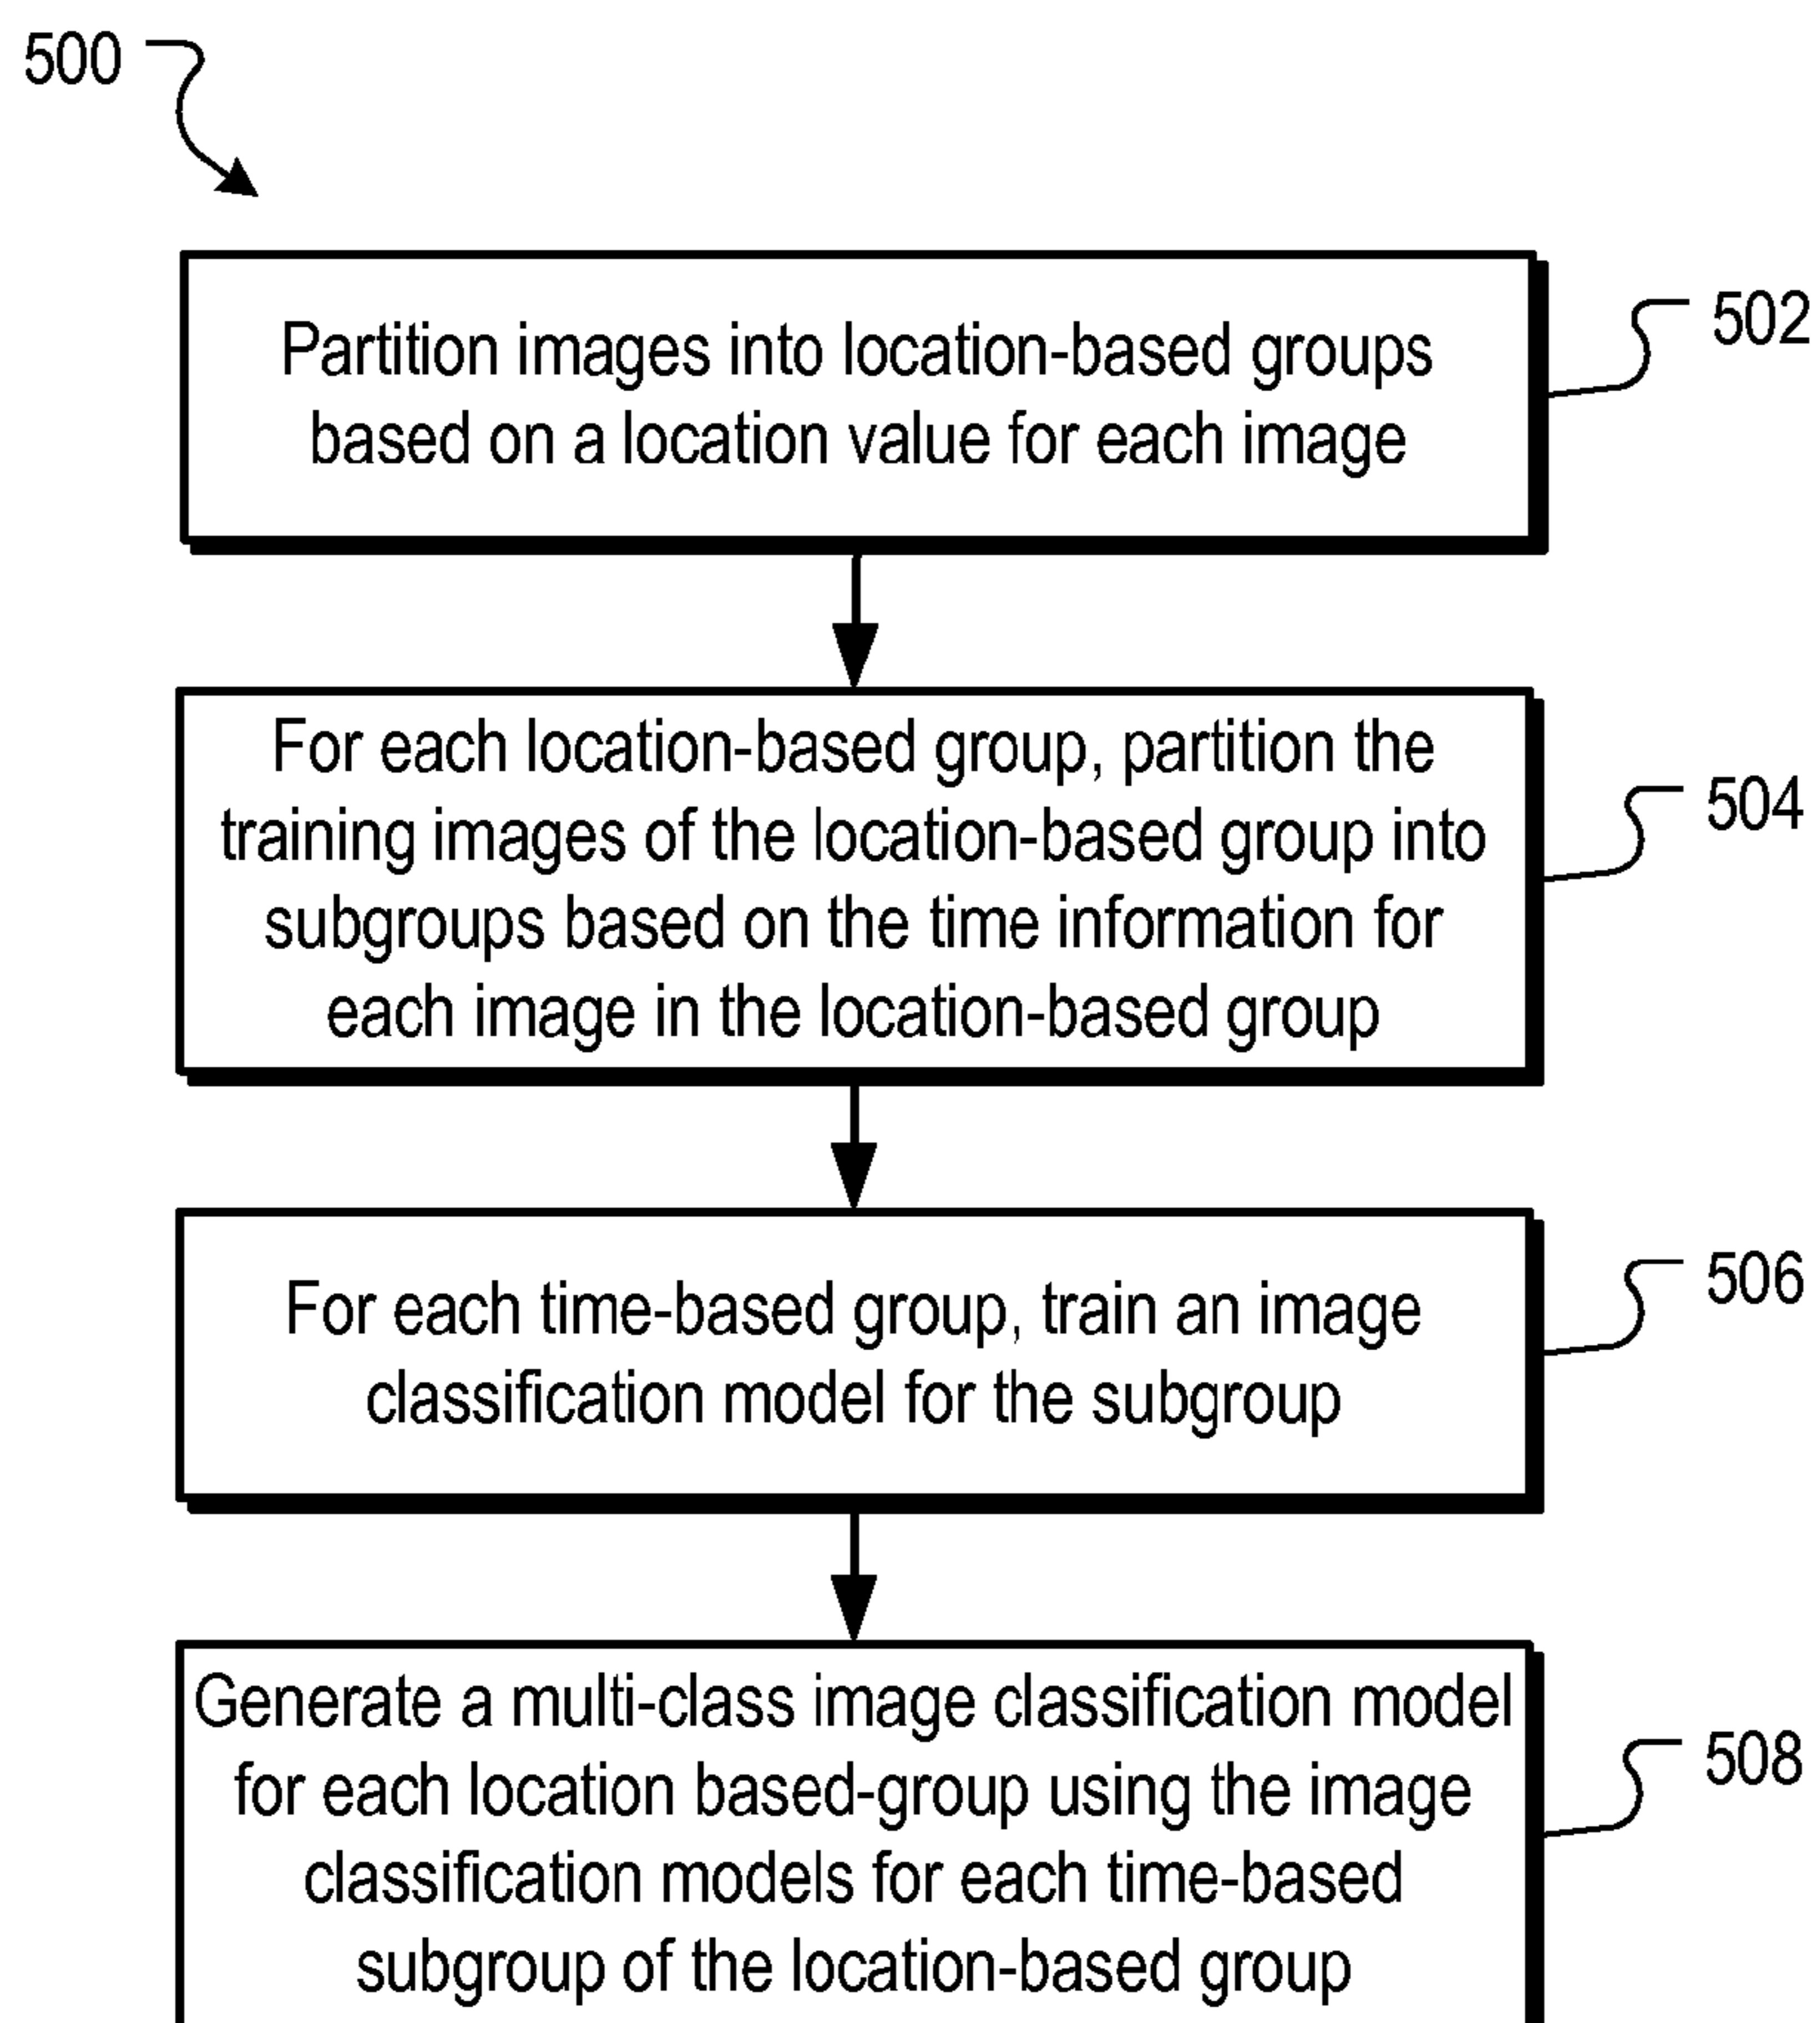 500
Partition images into location-based groups
based on a location value for each image
502
For each location-based group, partition the
training images of the location-based group into
subgroups based on the time information for
each image in the location-based group
504
For each time-based group, train an image
classification model for the subgroup
506
Generate a multi-class image classification model
for each location based-group using the image
classification models for each time-based
subgroup of the location-based group
508